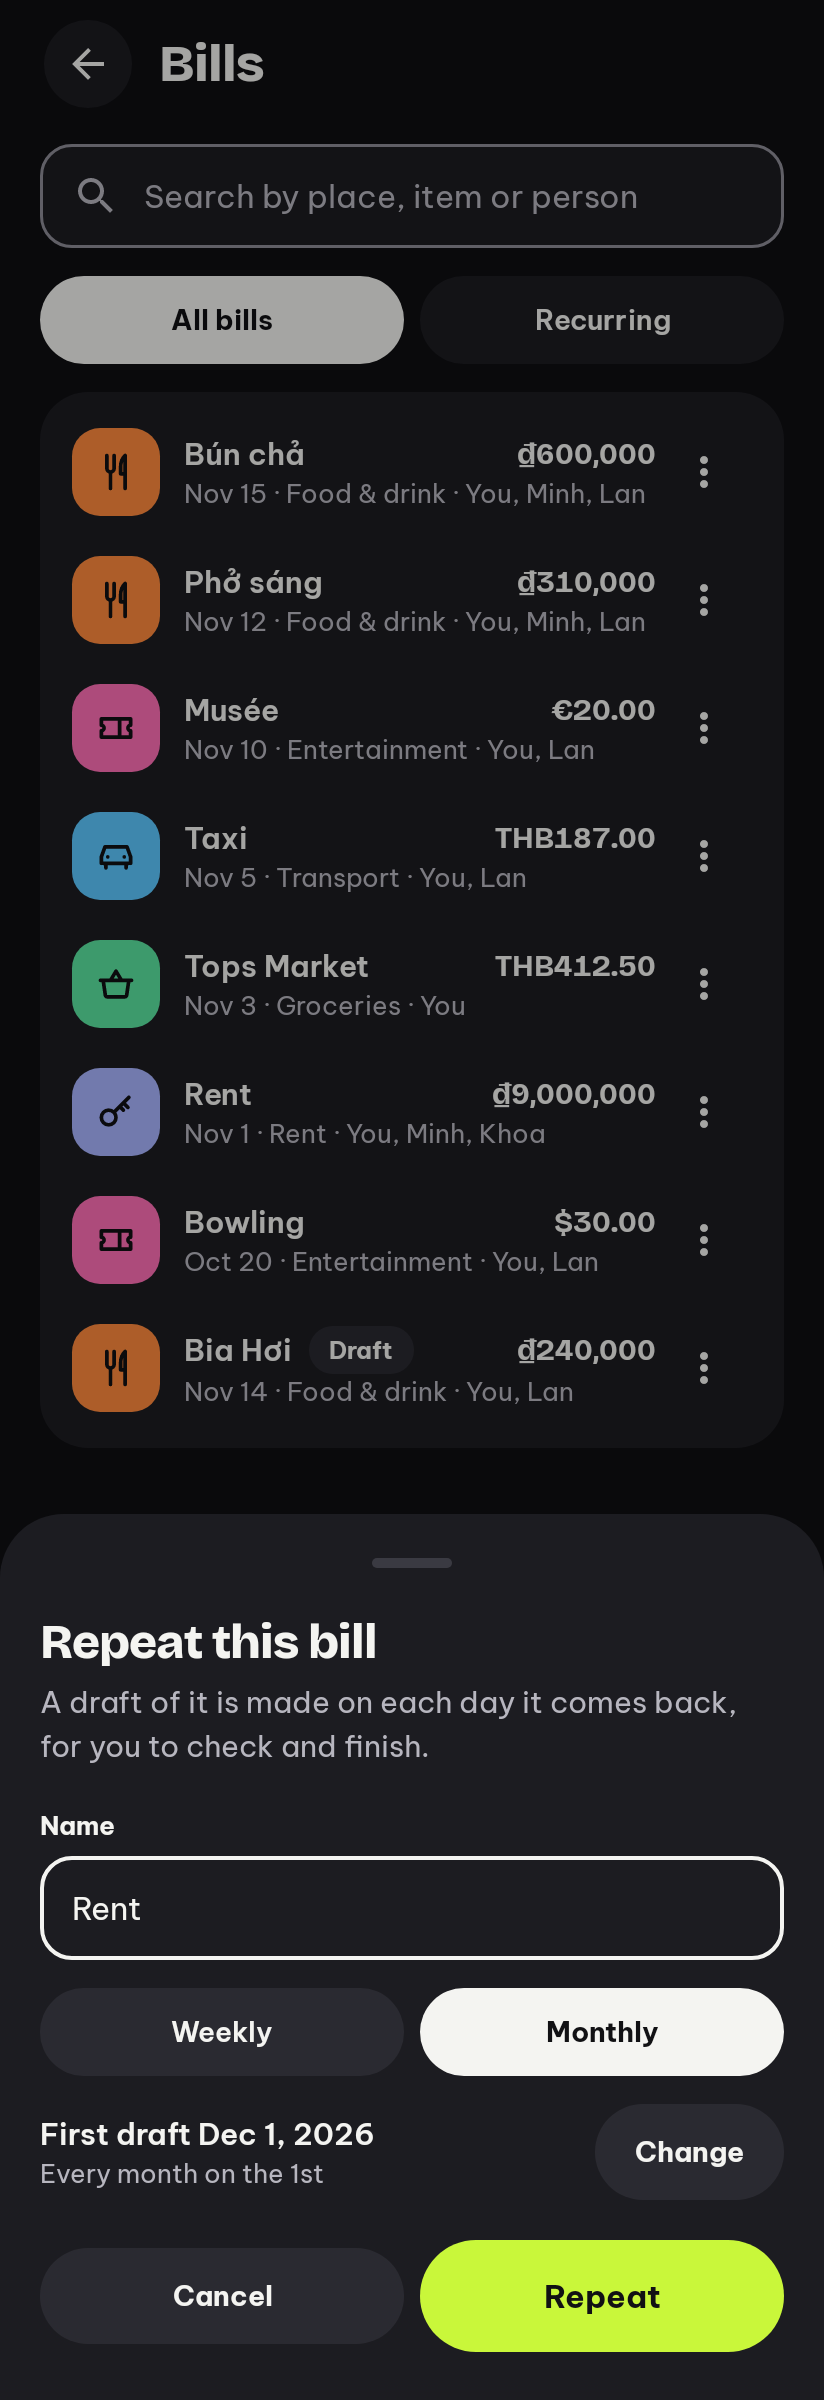 Bills
Search by place, item or person
All bills
Recurring
Bún chả
₫600,000
Nov 15 · Food & drink · You, Minh, Lan
Phở sáng
₫310,000
Nov 12 · Food & drink · You, Minh, Lan
Musée
€20.00
Nov 10 · Entertainment · You, Lan
Taxi
THB187.00
Nov 5 · Transport · You, Lan
Tops Market
THB412.50
Nov 3 · Groceries · You
Rent
₫9,000,000
Nov 1 · Rent · You, Minh, Khoa
Bowling
$30.00
Oct 20 · Entertainment · You, Lan
Bia Hơi
Draft
₫240,000
Nov 14 · Food & drink · You, Lan
Repeat this bill
A draft of it is made on each day it comes back,
for you to check and finish.
Name
Rent
Weekly
Monthly
First draft Dec 1, 2026
Every month on the 1st
Change
Cancel
Repeat